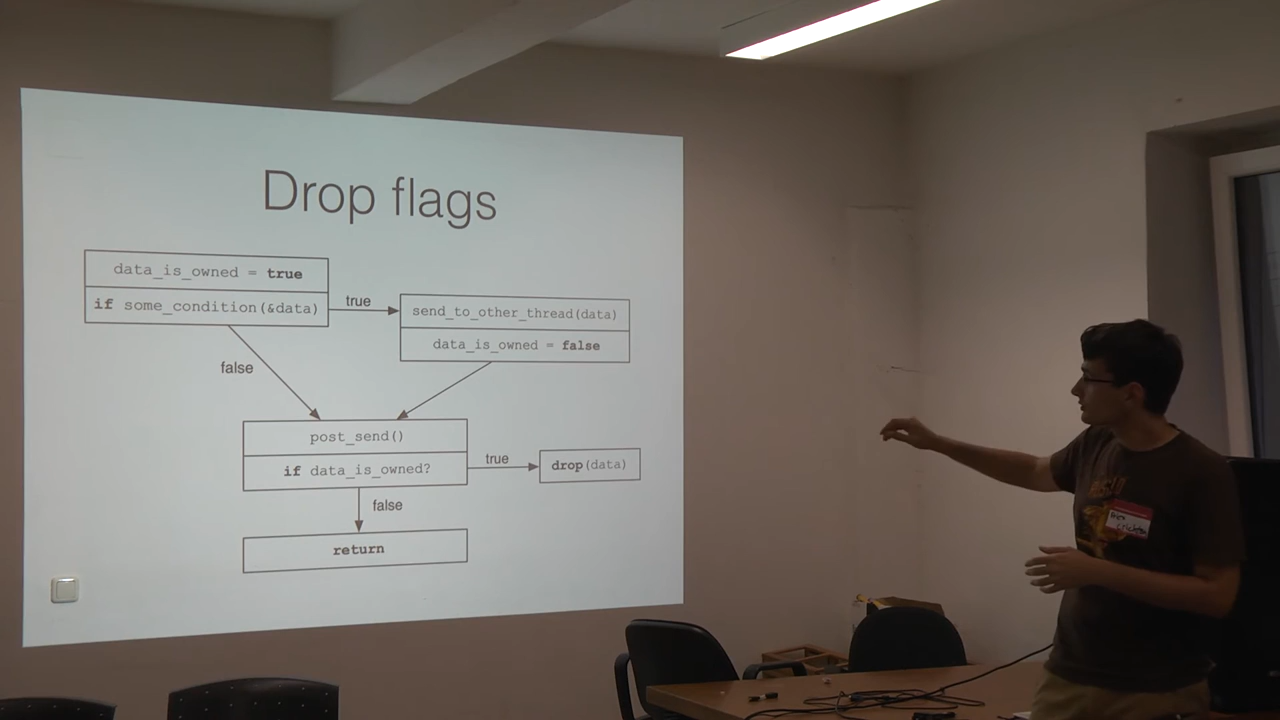 Drop flags
data_is_owned = true
if some_condition(&data)
true
send_to_other_thread(data)
data_is_owned = false
false
post_send()
if data_is_owned?
true
drop(data)
false
return